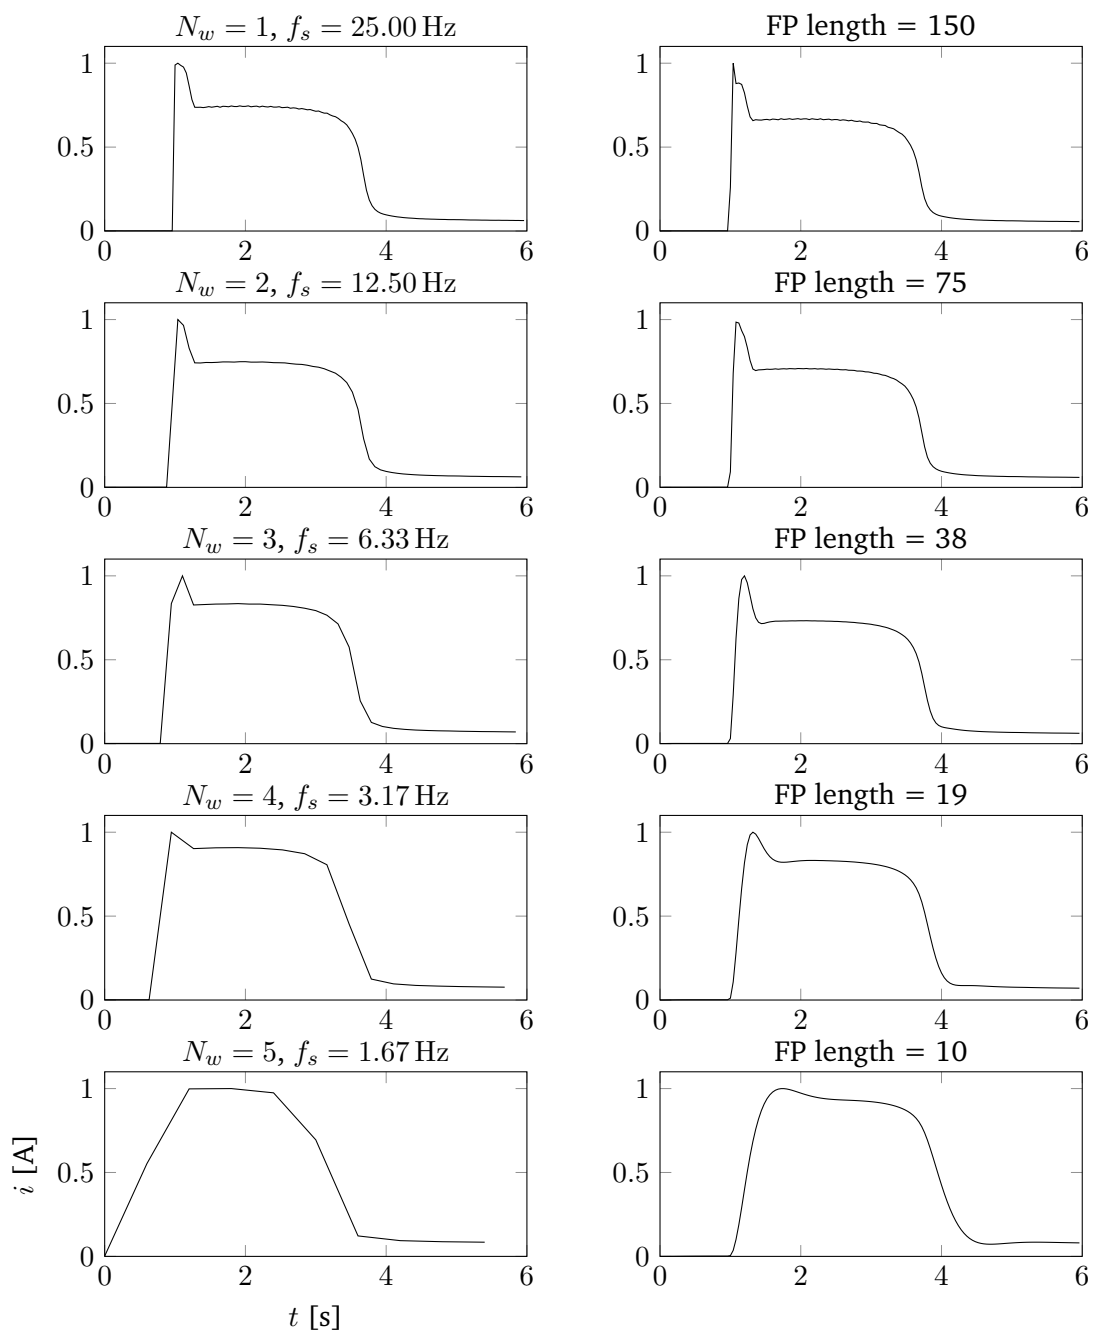 N_w = 1, f_s = 25.00 Hz
1
0.5
0
0 2 4 6
FP length = 150
1
0.5
0
0 2 4 6
N_w = 2, f_s = 12.50 Hz
1
0.5
0
0 2 4 6
FP length = 75
1
0.5
0
0 2 4 6
N_w = 3, f_s = 6.33 Hz
1
0.5
0
0 2 4 6
FP length = 38
1
0.5
0
0 2 4 6
N_w = 4, f_s = 3.17 Hz
1
0.5
0
0 2 4 6
FP length = 19
1
0.5
0
0 2 4 6
N_w = 5, f_s = 1.67 Hz
1
0.5
0
0 2 4 6
i [A]
t [s]
FP length = 10
1
0.5
0
0 2 4 6